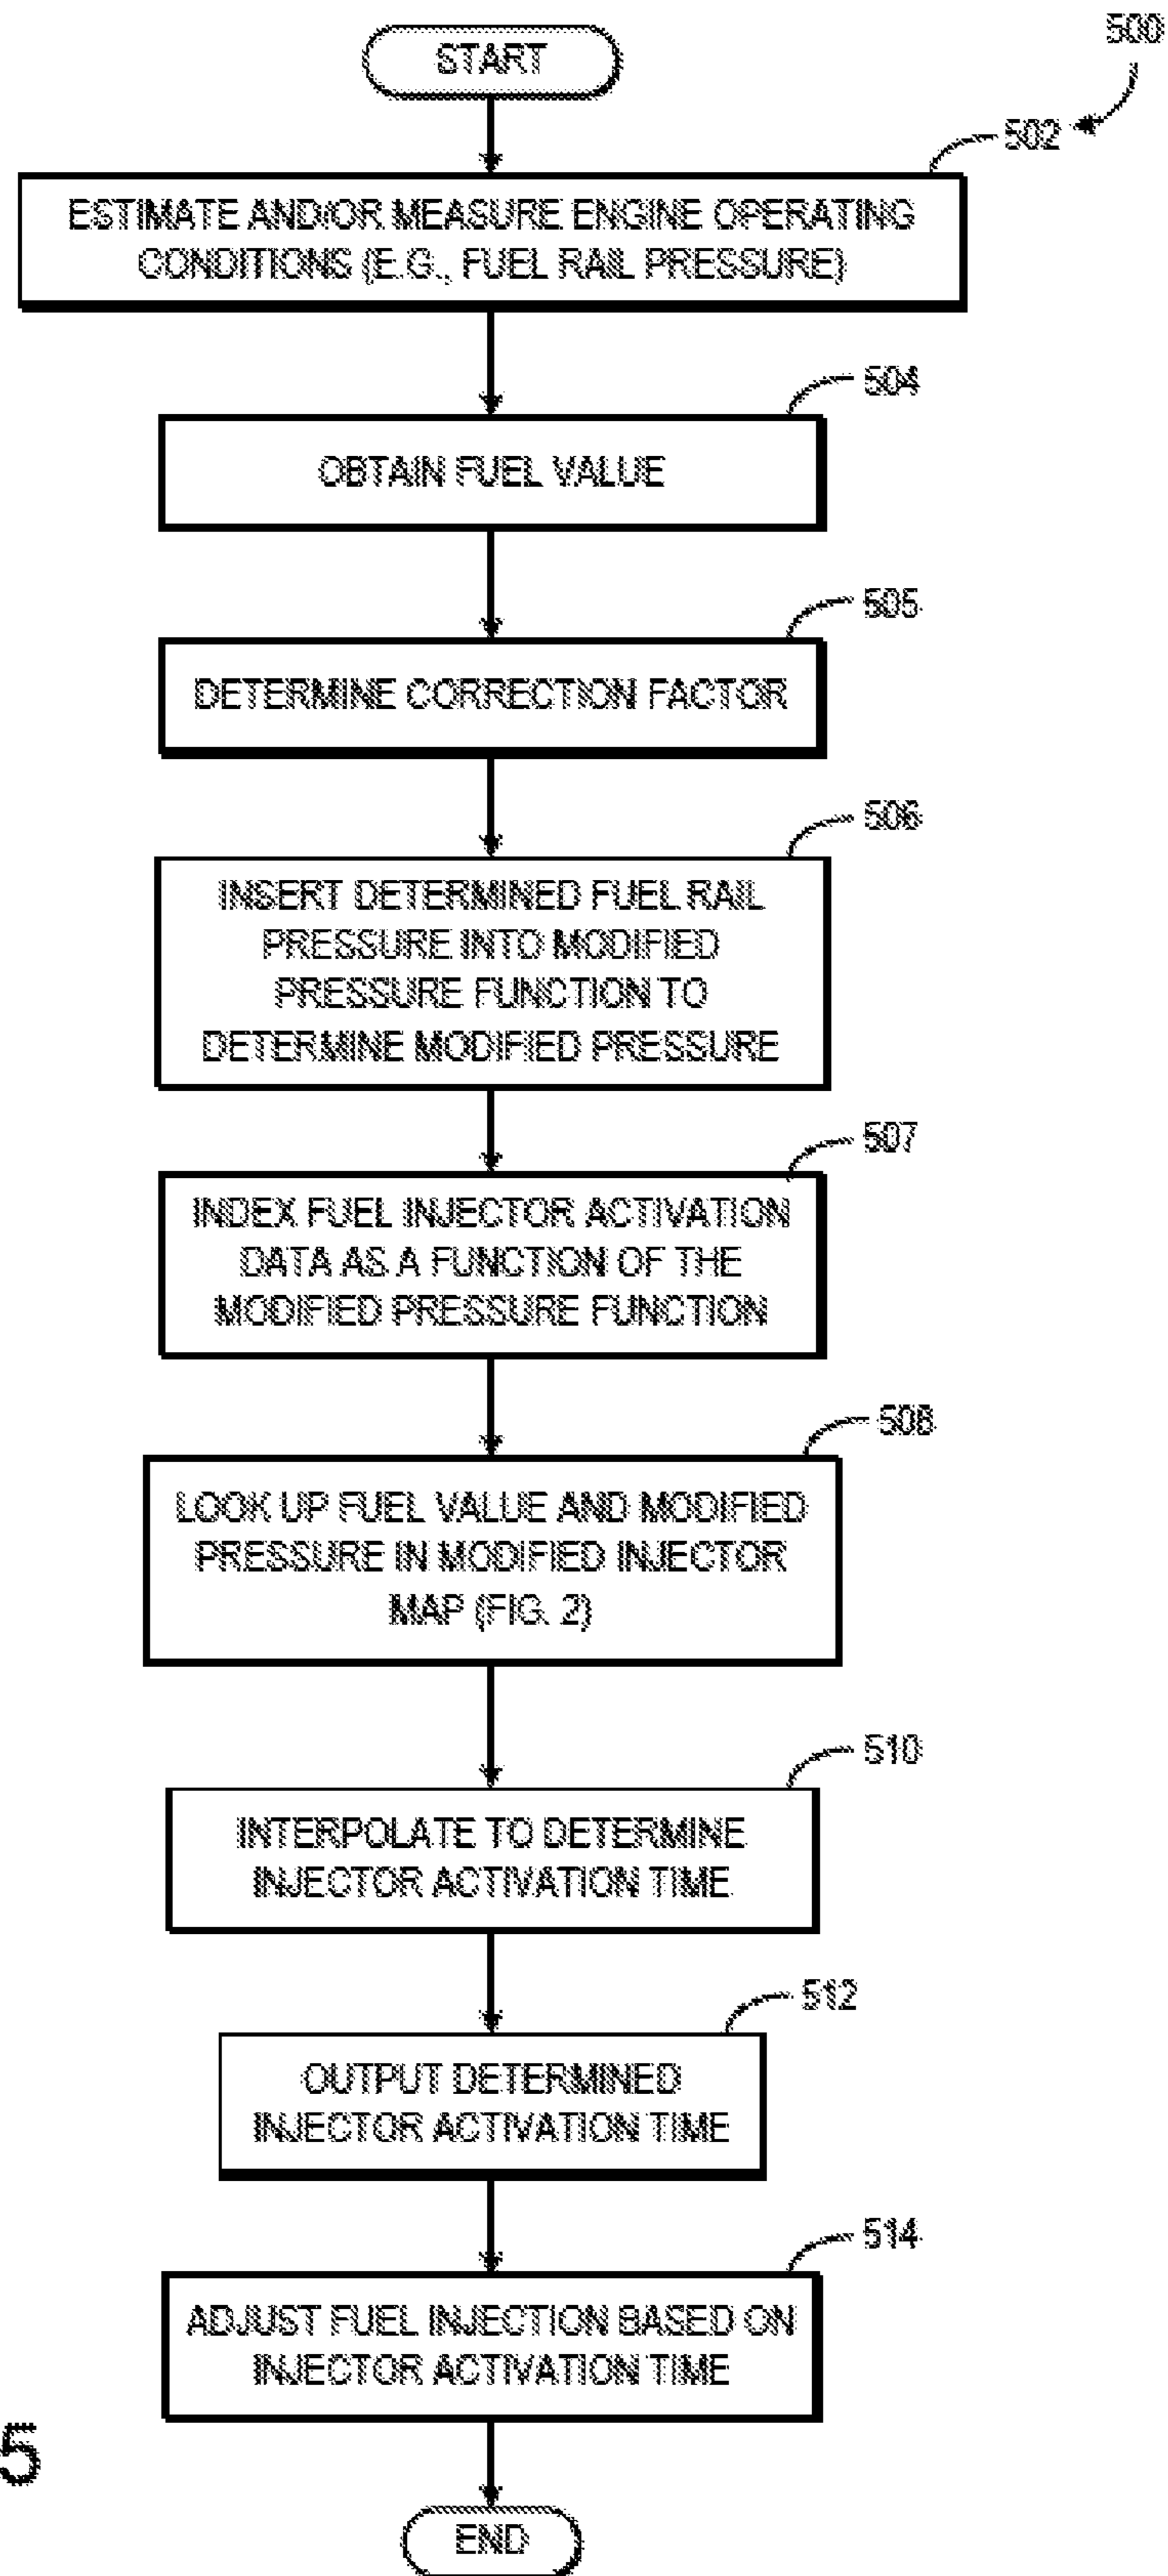 START
500
502
ESTIMATE AND/OR MEASURE ENGINE OPERATING
CONDITIONS (E.G., FUEL RAIL PRESSURE)
504
OBTAIN FUEL VALUE
505
DETERMINE CORRECTION FACTOR
506
INSERT DETERMINED FUEL RAIL
PRESSURE INTO MODIFIED
PRESSURE FUNCTION TO
DETERMINE MODIFIED PRESSURE
507
INDEX FUEL INJECTOR ACTIVATION
DATA AS A FUNCTION OF THE
MODIFIED PRESSURE FUNCTION
508
LOOK UP FUEL VALUE AND MODIFIED
PRESSURE IN MODIFIED INJECTOR
MAP (FIG. 2)
510
INTERPOLATE TO DETERMINE
INJECTOR ACTIVATION TIME
512
OUTPUT DETERMINED
INJECTOR ACTIVATION TIME
514
ADJUST FUEL INJECTION BASED ON
INJECTOR ACTIVATION TIME
5
END